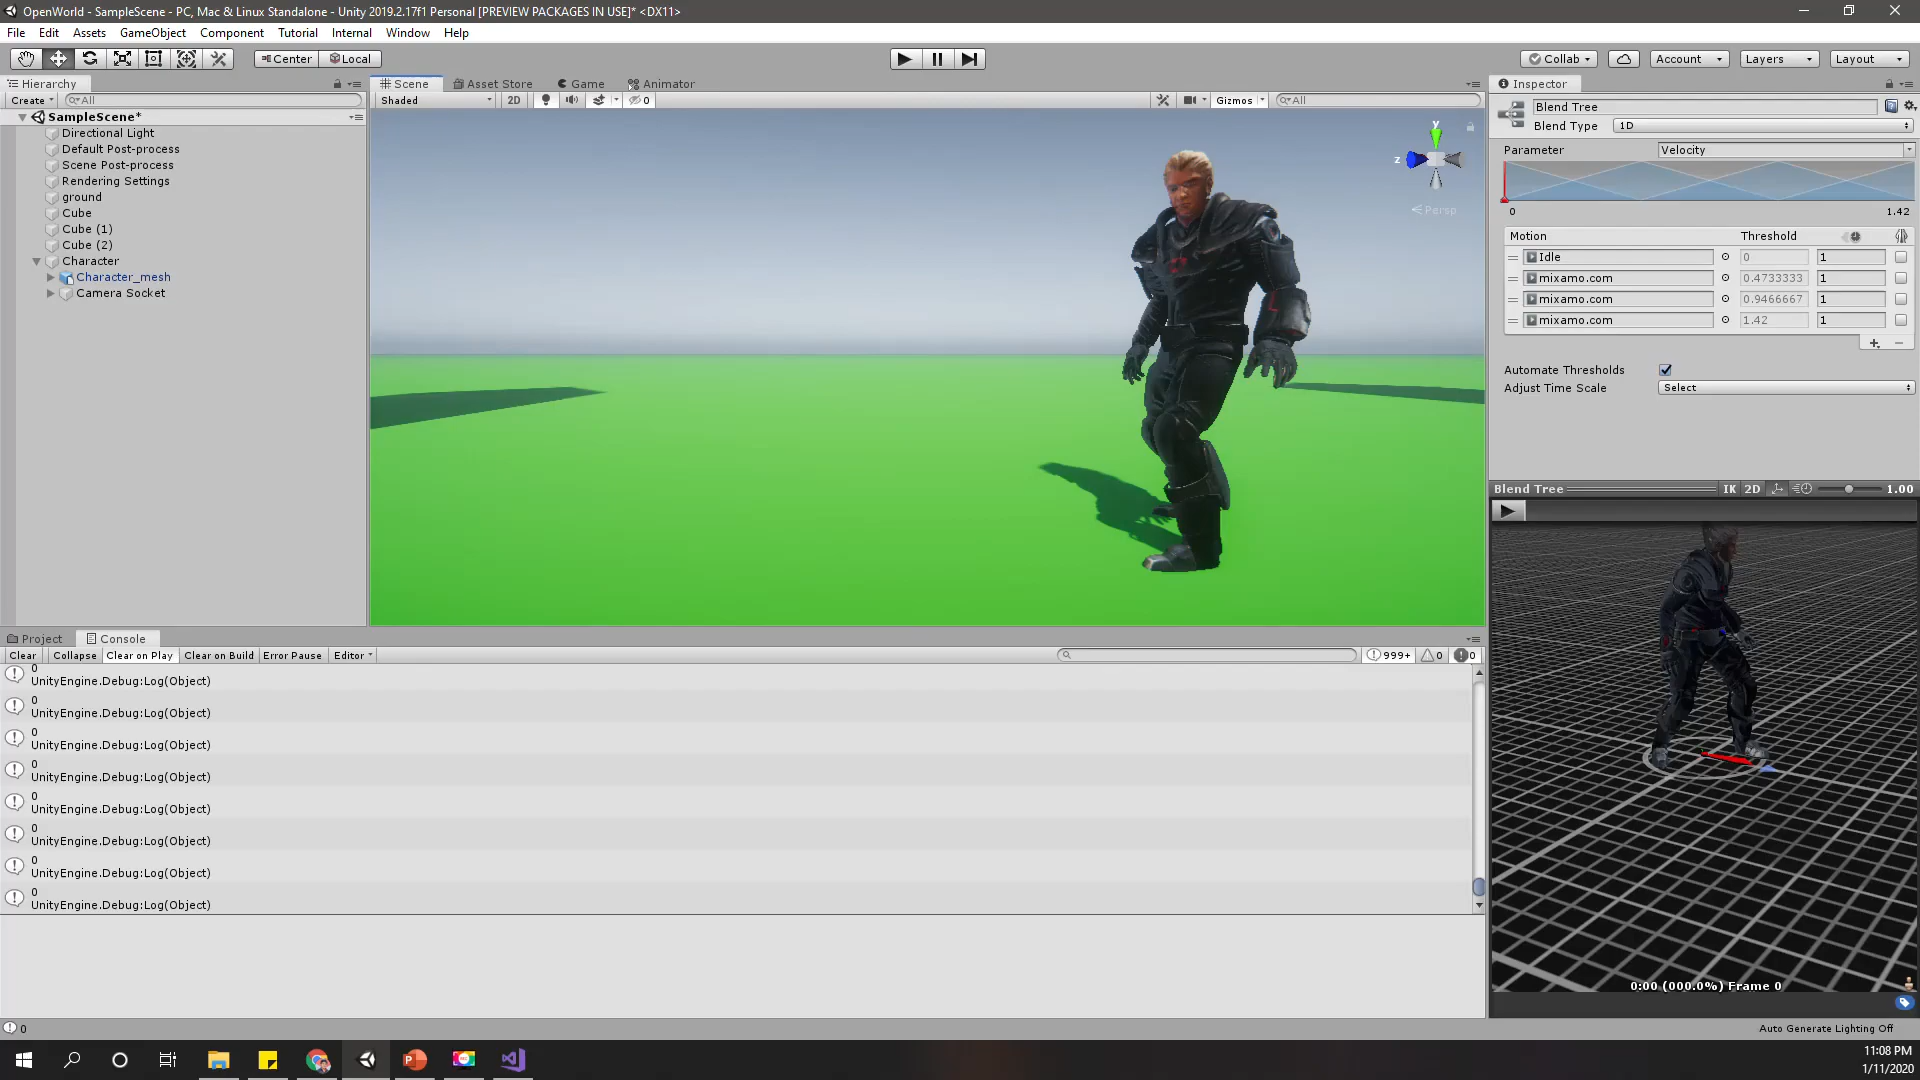 OpenWorld - SampleScene - PC, Mac & Linux Standalone - Unity 2019.2.17f1 Personal [PREVIEW PACKAGES IN USE]* <DX11>
File Edit Assets GameObject Component Tutorial Internal Window Help
Center Local Collab Account Layers Layout
Hierarchy Scene Asset Store Game Animator Inspector
Create All Shaded 2D 0 Gizmos All
SampleScene*
Directional Light
Default Post-process
Scene Post-process
Rendering Settings
ground
Cube
Cube (1)
Cube (2)
Character
Character_mesh
Camera Socket
y
z
Persp
Blend Tree
Blend Type 1D
Parameter Velocity
0 1.42
Motion Threshold
Idle 0 1
mixamo.com 0.4733333 1
mixamo.com 0.9466667 1
mixamo.com 1.42 1
Automate Thresholds
Adjust Time Scale Select
Blend Tree IK 2D 1.00
0:00 (000.0%) Frame 0
Project Console
Clear Collapse Clear on Play Clear on Build Error Pause Editor 999+ 0 0
0
UnityEngine.Debug:Log(Object)
0
UnityEngine.Debug:Log(Object)
0
UnityEngine.Debug:Log(Object)
0
UnityEngine.Debug:Log(Object)
0
UnityEngine.Debug:Log(Object)
0
UnityEngine.Debug:Log(Object)
0
UnityEngine.Debug:Log(Object)
0
UnityEngine.Debug:Log(Object)
0
Auto Generate Lighting Off
11:08 PM
1/11/2020